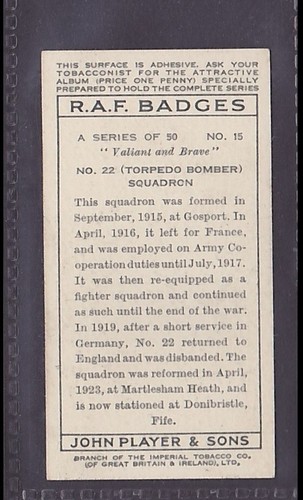 THIS SURFACE IS ADHESIVE. ASK YOUR
TOBACCONIST FOR THE ATTRACTIVE
ALBUM (PRICE ONE PENNY) SPECIALLY
PREPARED TO HOLD THE COMPLETE SERIES
R.A.F. BADGES
A SERIES OF 50 NO. 15
"Valiant and Brave"
NO. 22 (TORPEDO BOMBER)
SQUADRON
This squadron was formed in
September, 1915, at Gosport. In
April, 1916, it left for France,
and was employed on Army Co-
operation duties until July, 1917.
It was then re-equipped as a
fighter squadron and continued
as such until the end of the war.
In 1919, after a short service in
Germany, No. 22 returned to
England and was disbanded. The
squadron was reformed in April,
1923, at Martlesham Heath, and
is now stationed at Donibristle,
Fife.
JOHN PLAYER & SONS
BRANCH OF THE IMPERIAL TOBACCO CO.
(OF GREAT BRITAIN & IRELAND), LTD.